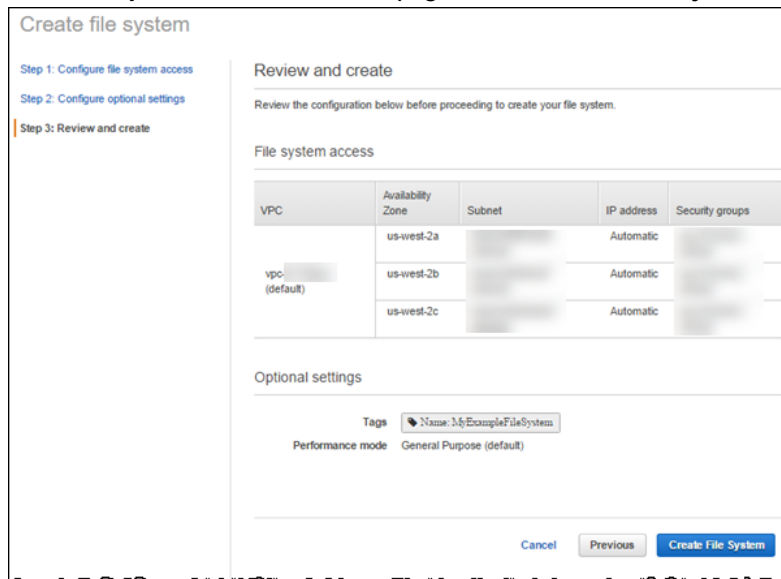 Create file system
Step 1: Configure file system access
Step 2: Configure optional settings
Step 3: Review and create
Review and create
Review the configuration below before proceeding to create your file system.
File system access
VPC
Availability Zone
Subnet
IP address
Security groups
vpc-
(default)
us-west-2a
Automatic
us-west-2b
Automatic
us-west-2c
Automatic
Optional settings
Tags
Name: MyExampleFileSystem
Performance mode
General Purpose (default)
Cancel
Previous
Create File System